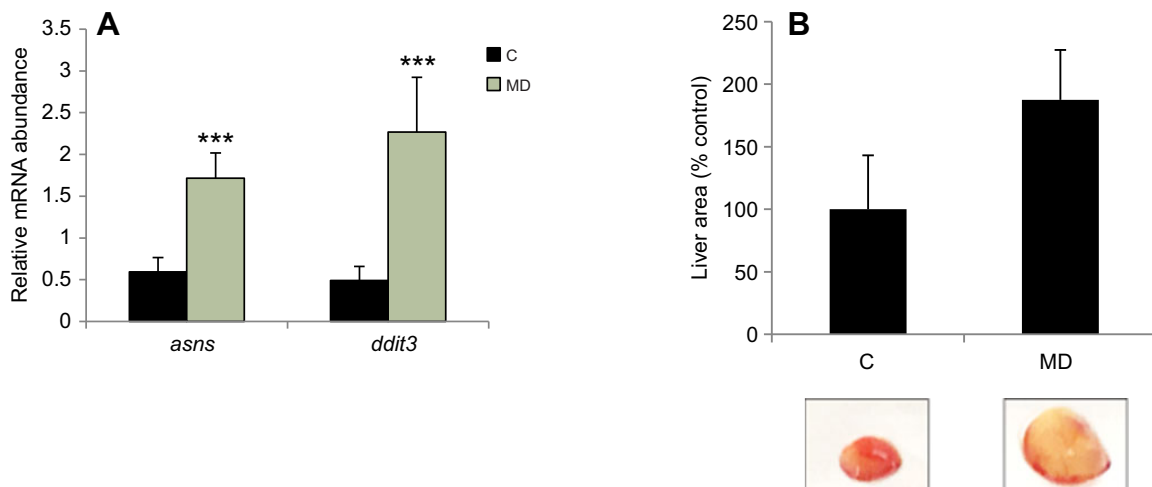 A
Relative mRNA abundance
3.5
3
2.5
2
1.5
1
0.5
0
***
***
C
MD
asns
ddit3
B
Liver area (% control)
250
200
150
100
50
0
C
MD